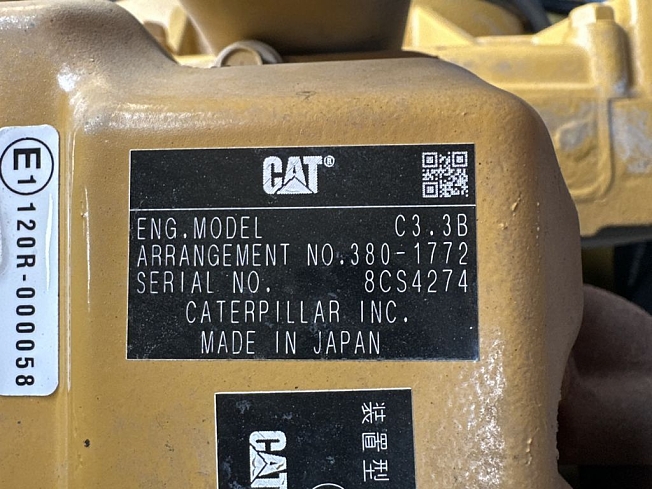 E1
120R-000058
CAT®
ENG.MODEL C3.3B
ARRANGEMENT NO.380-1772
SERIAL NO. 8CS4274
CATERPILLAR INC.
MADE IN JAPAN
CAT
装置型